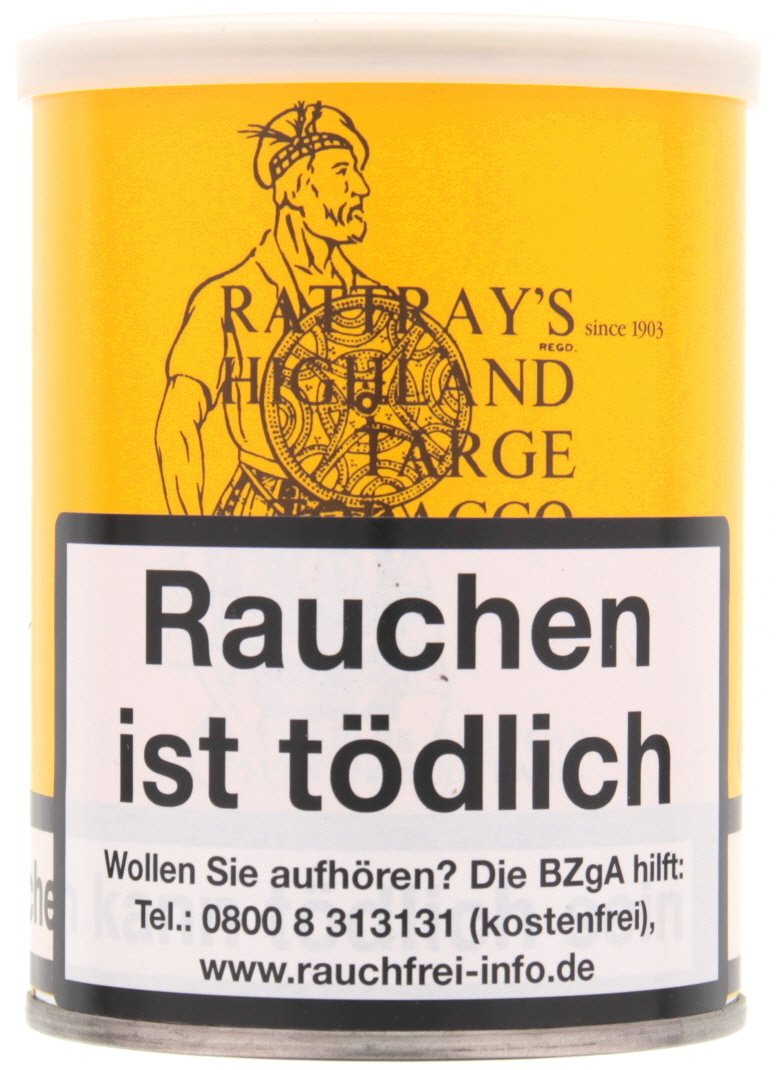 RATTRAY'S since 1903
REGD.
HIGHLAND
TARGE
TOBACCO
Rauchen
ist tödlich
Wollen Sie aufhören? Die BZgA hilft:
Tel.: 0800 8 313131 (kostenfrei),
www.rauchfrei-info.de